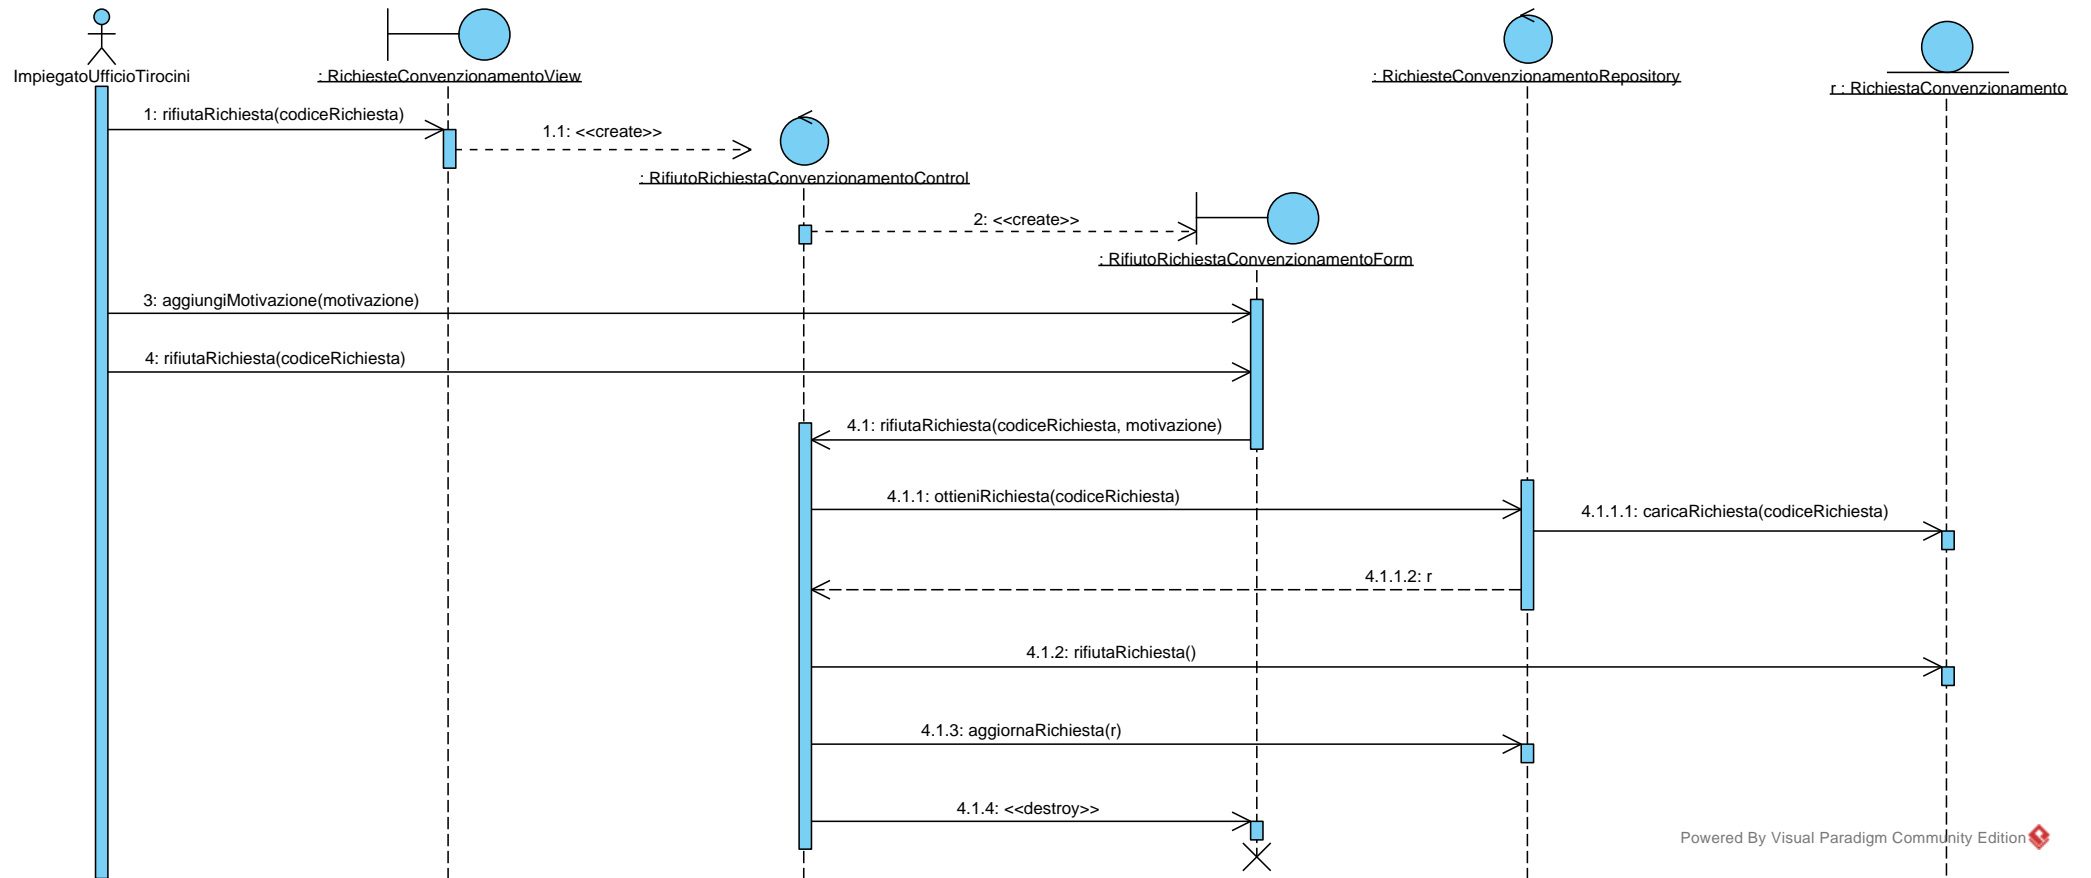 ImpiegatoUfficioTirocini
: RichiesteConvenzionamentoView
: RichiesteConvenzionamentoRepository
r : RichiestaConvenzionamento
1: rifiutaRichiesta(codiceRichiesta)
1.1: <<create>>
: RifiutoRichiestaConvenzionamentoControl
2: <<create>>
: RifiutoRichiestaConvenzionamentoForm
3: aggiungiMotivazione(motivazione)
4: rifiutaRichiesta(codiceRichiesta)
4.1: rifiutaRichiesta(codiceRichiesta, motivazione)
4.1.1: ottieniRichiesta(codiceRichiesta)
4.1.1.1: caricaRichiesta(codiceRichiesta)
4.1.1.2: r
4.1.2: rifiutaRichiesta()
4.1.3: aggiornaRichiesta(r)
4.1.4: <<destroy>>
Powered By Visual Paradigm Community Edition